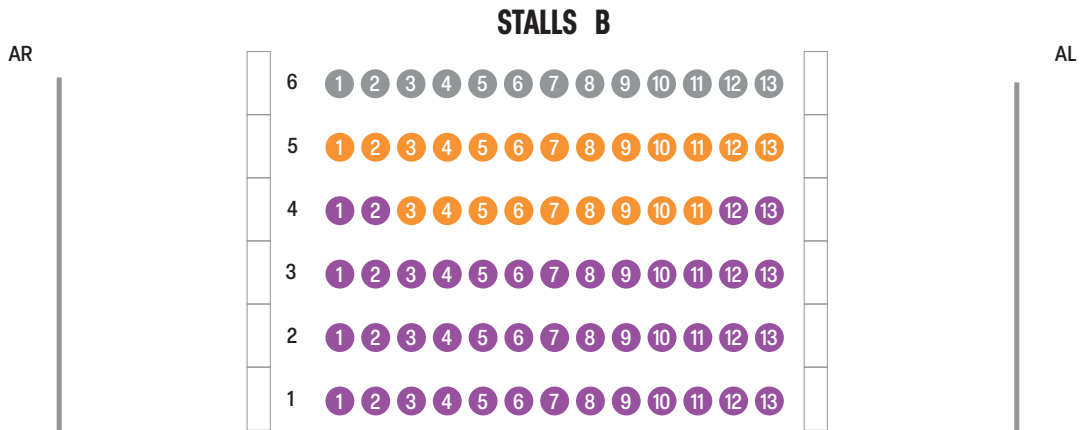 STALLS B
AR
AL
6 1 2 3 4 5 6 7 8 9 10 11 12 13
5 1 2 3 4 5 6 7 8 9 10 11 12 13
4 1 2 3 4 5 6 7 8 9 10 11 12 13
3 1 2 3 4 5 6 7 8 9 10 11 12 13
2 1 2 3 4 5 6 7 8 9 10 11 12 13
1 1 2 3 4 5 6 7 8 9 10 11 12 13